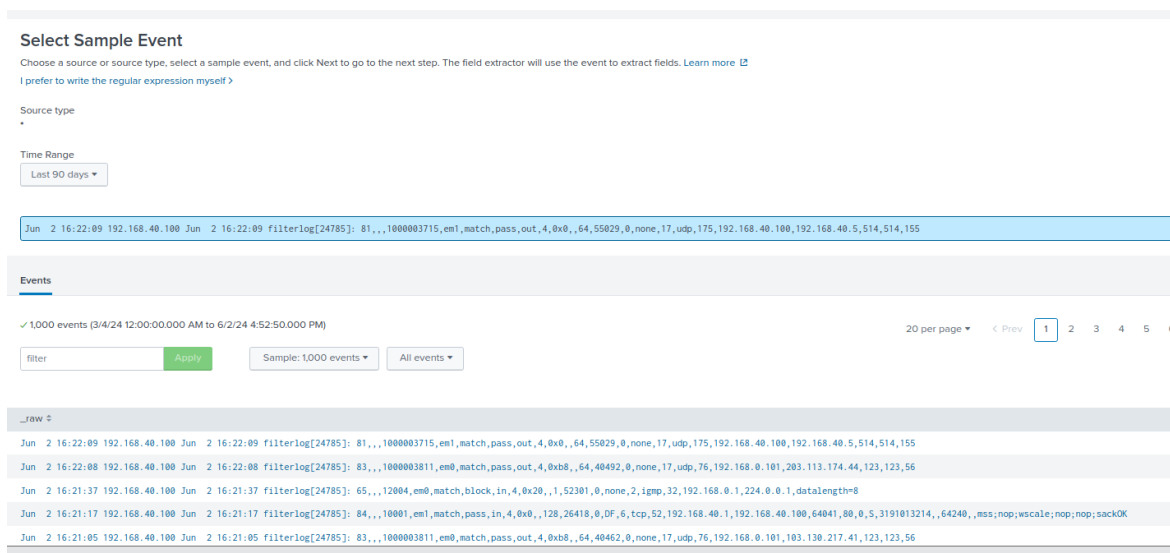 Select Sample Event
Choose a source or source type, select a sample event, and click Next to go to the next step. The field extractor will use the event to extract fields. Learn more
I prefer to write the regular expression myself >
Source type
*
Time Range
Last 90 days
Jun  2 16:22:09 192.168.40.100 Jun  2 16:22:09 filterlog[24785]: 81,,,1000003715,em1,match,pass,out,4,0x0,,64,55029,0,none,17,udp,175,192.168.40.100,192.168.40.5,514,514,155
Events
✓ 1,000 events (3/4/24 12:00:00.000 AM to 6/2/24 4:52:50.000 PM)
20 per page < Prev 1 2 3 4 5
filter Apply Sample: 1,000 events All events
_raw
Jun  2 16:22:09 192.168.40.100 Jun  2 16:22:09 filterlog[24785]: 81,,,1000003715,em1,match,pass,out,4,0x0,,64,55029,0,none,17,udp,175,192.168.40.100,192.168.40.5,514,514,155
Jun  2 16:22:08 192.168.40.100 Jun  2 16:22:08 filterlog[24785]: 83,,,1000003811,em0,match,pass,out,4,0xb8,,64,40492,0,none,17,udp,76,192.168.0.101,203.113.174.44,123,123,56
Jun  2 16:21:37 192.168.40.100 Jun  2 16:21:37 filterlog[24785]: 65,,,12004,em0,match,block,in,4,0x20,,1,52301,0,none,2,igmp,32,192.168.0.1,224.0.0.1,datalength=8
Jun  2 16:21:17 192.168.40.100 Jun  2 16:21:17 filterlog[24785]: 84,,,10001,em1,match,pass,in,4,0x0,,128,26418,0,DF,6,tcp,52,192.168.40.1,192.168.40.100,64041,80,0,S,3191013214,,64240,,mss;nop;wscale;nop;nop;sackOK
Jun  2 16:21:05 192.168.40.100 Jun  2 16:21:05 filterlog[24785]: 83,,,1000003811,em0,match,pass,out,4,0xb8,,64,40462,0,none,17,udp,76,192.168.0.101,103.130.217.41,123,123,56